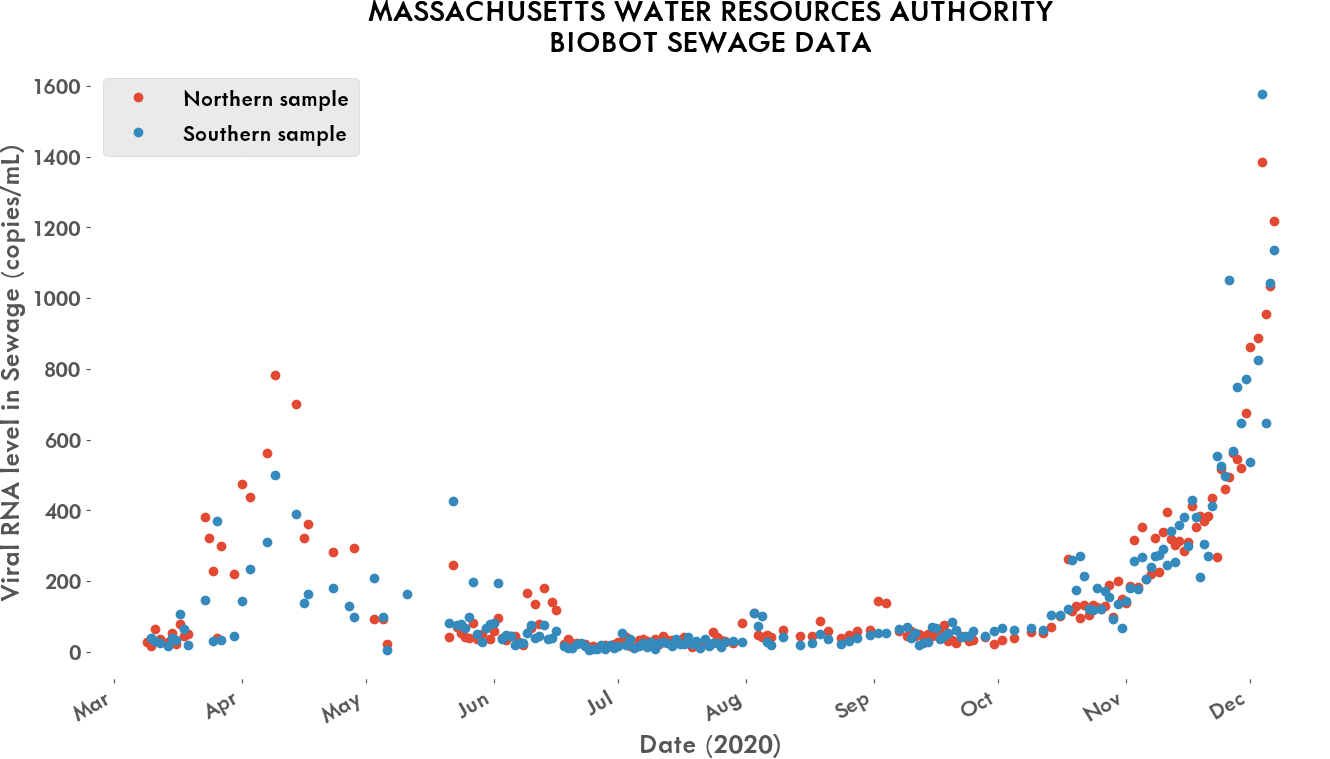 MASSACHUSETTS WATER RESOURCES AUTHORITY
BIOBOT SEWAGE DATA
Northern sample
Southern sample
Viral RNA level in Sewage (copies/mL)
1600
1400
1200
1000
800
600
400
200
0
Mar
Apr
May
Jun
Jul
Aug
Sep
Oct
Nov
Dec
Date (2020)